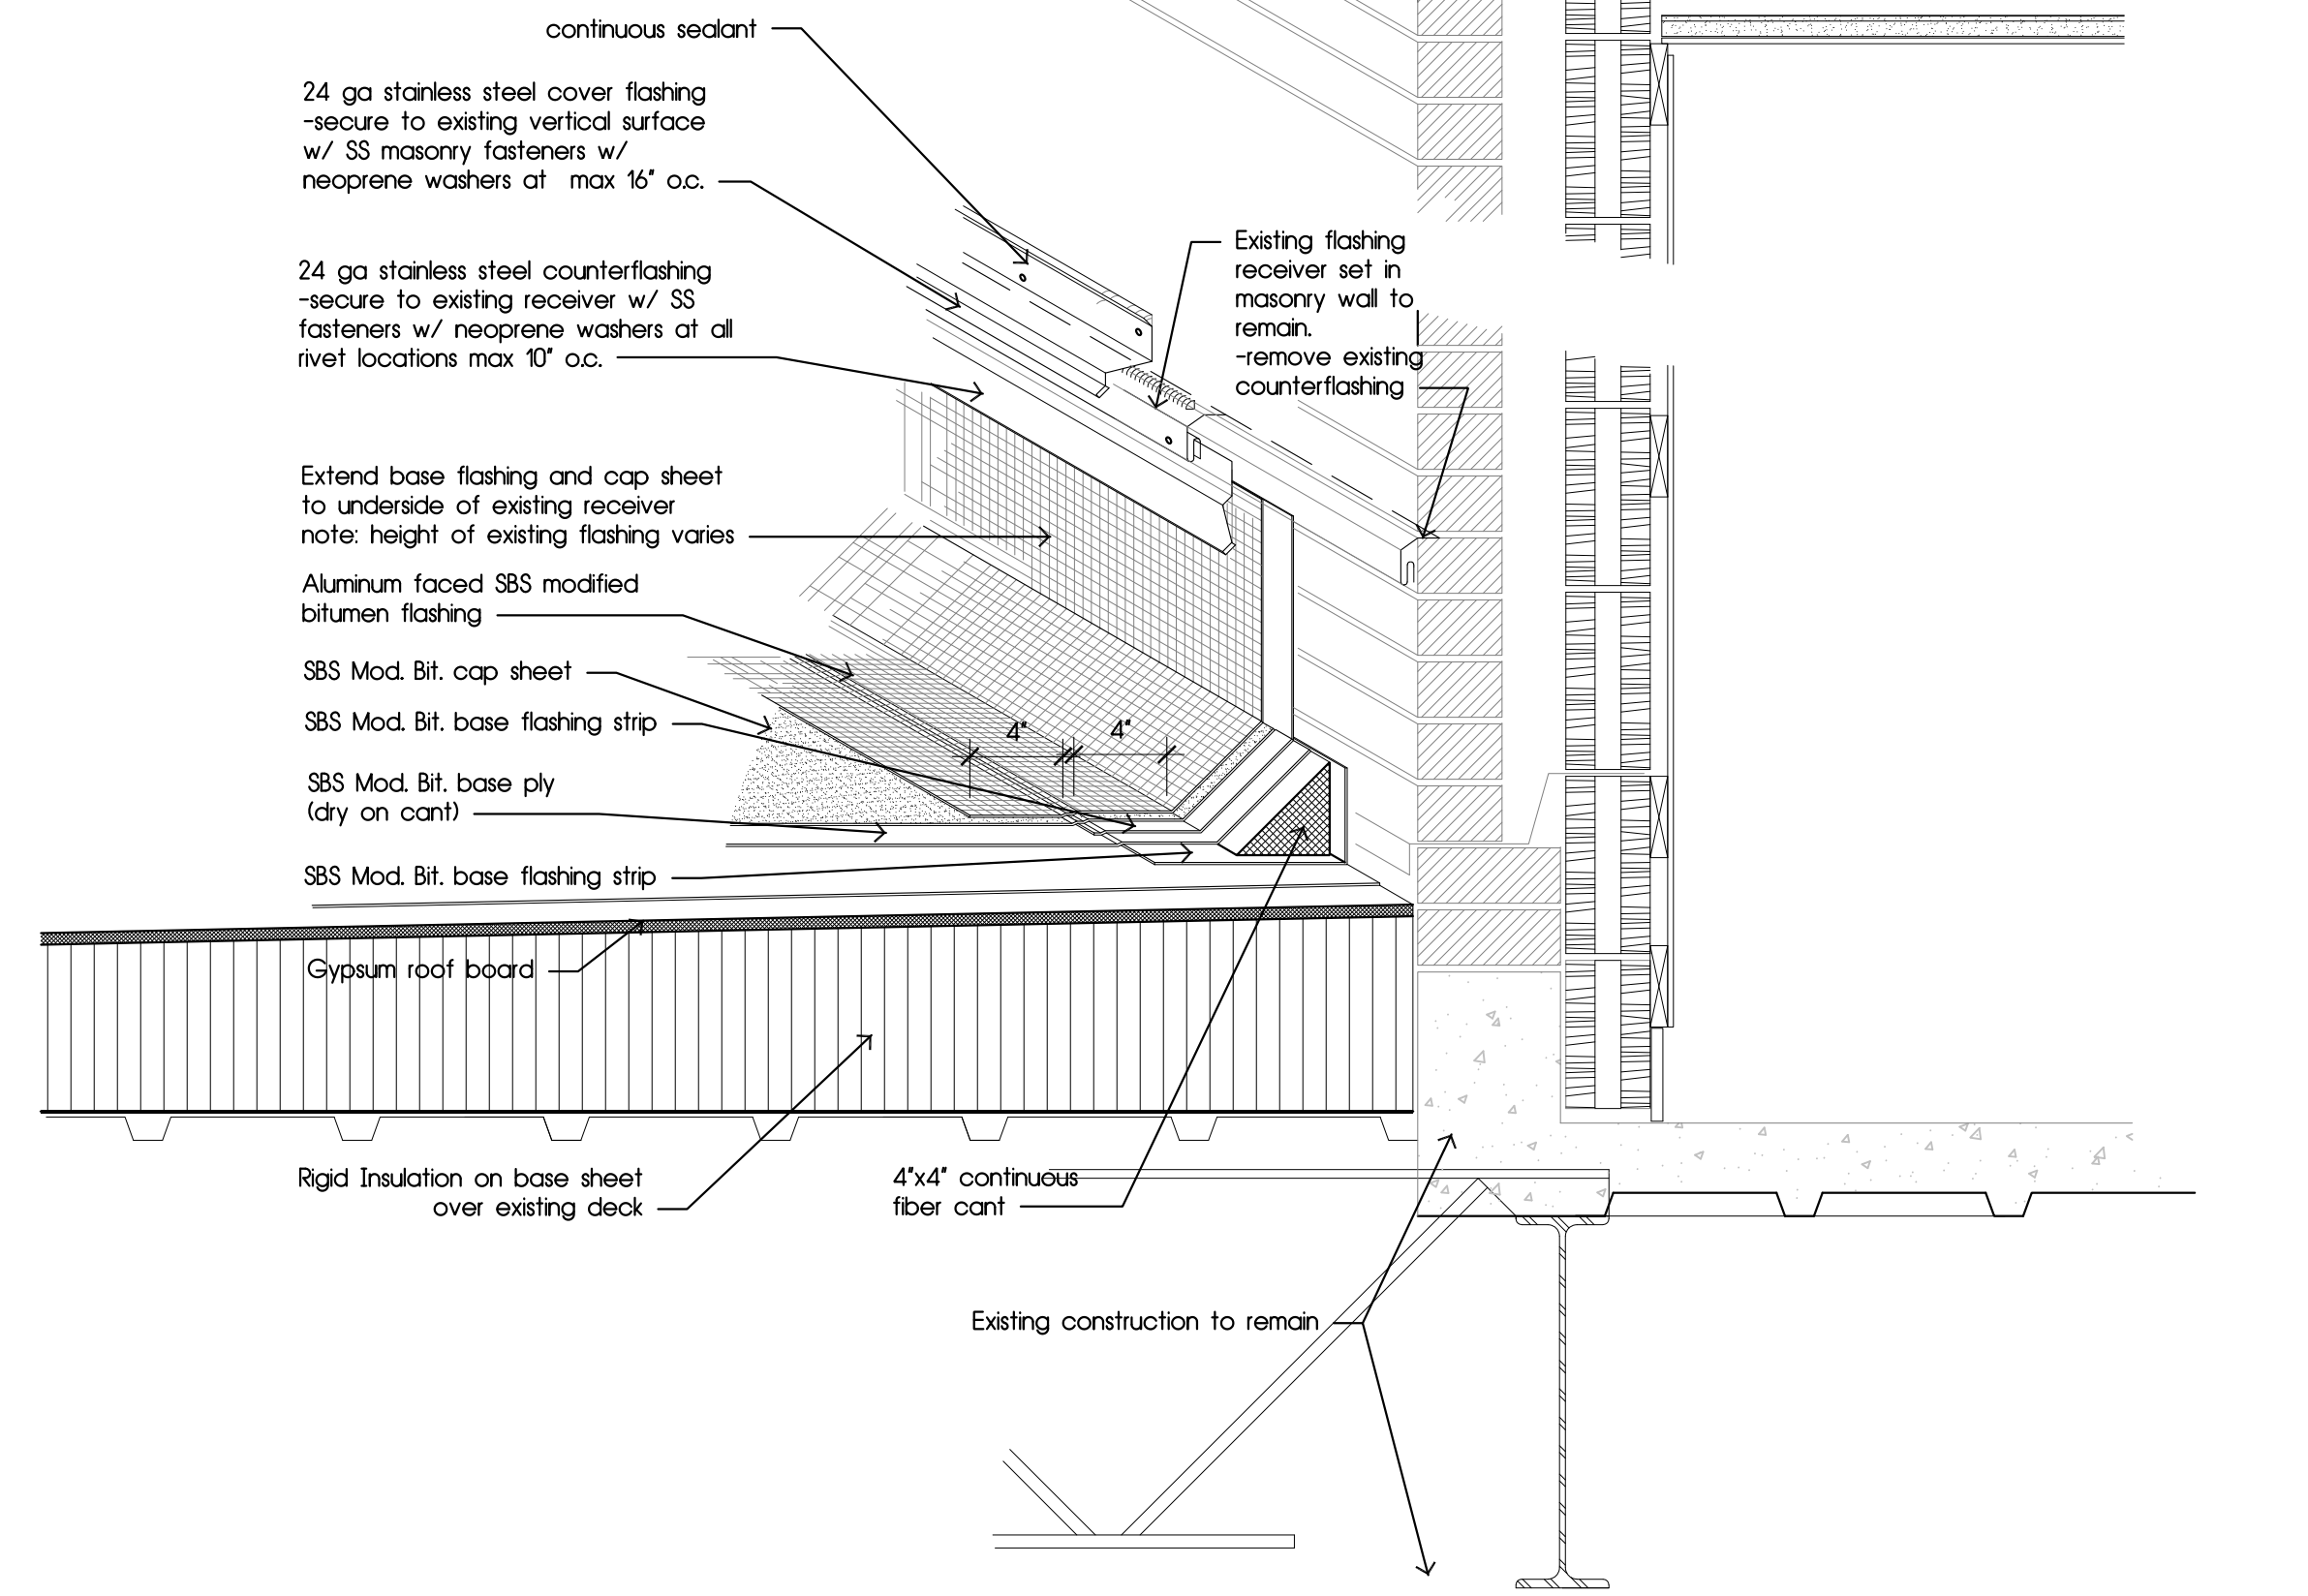 continuous sealant
24 ga stainless steel cover flashing
-secure to existing vertical surface
w/ SS masonry fasteners w/
neoprene washers at max 16" o.c.
24 ga stainless steel counterflashing
-secure to existing receiver w/ SS
fasteners w/ neoprene washers at all
rivet locations max 10" o.c.
Existing flashing
receiver set in
masonry wall to
remain.
-remove existing
counterflashing
Extend base flashing and cap sheet
to underside of existing receiver
note: height of existing flashing varies
Aluminum faced SBS modified
bitumen flashing
SBS Mod. Bit. cap sheet
SBS Mod. Bit. base flashing strip
4" 4"
SBS Mod. Bit. base ply
(dry on cant)
SBS Mod. Bit. base flashing strip
Gypsum roof board
Rigid Insulation on base sheet
over existing deck
4"x4" continuous
fiber cant
Existing construction to remain